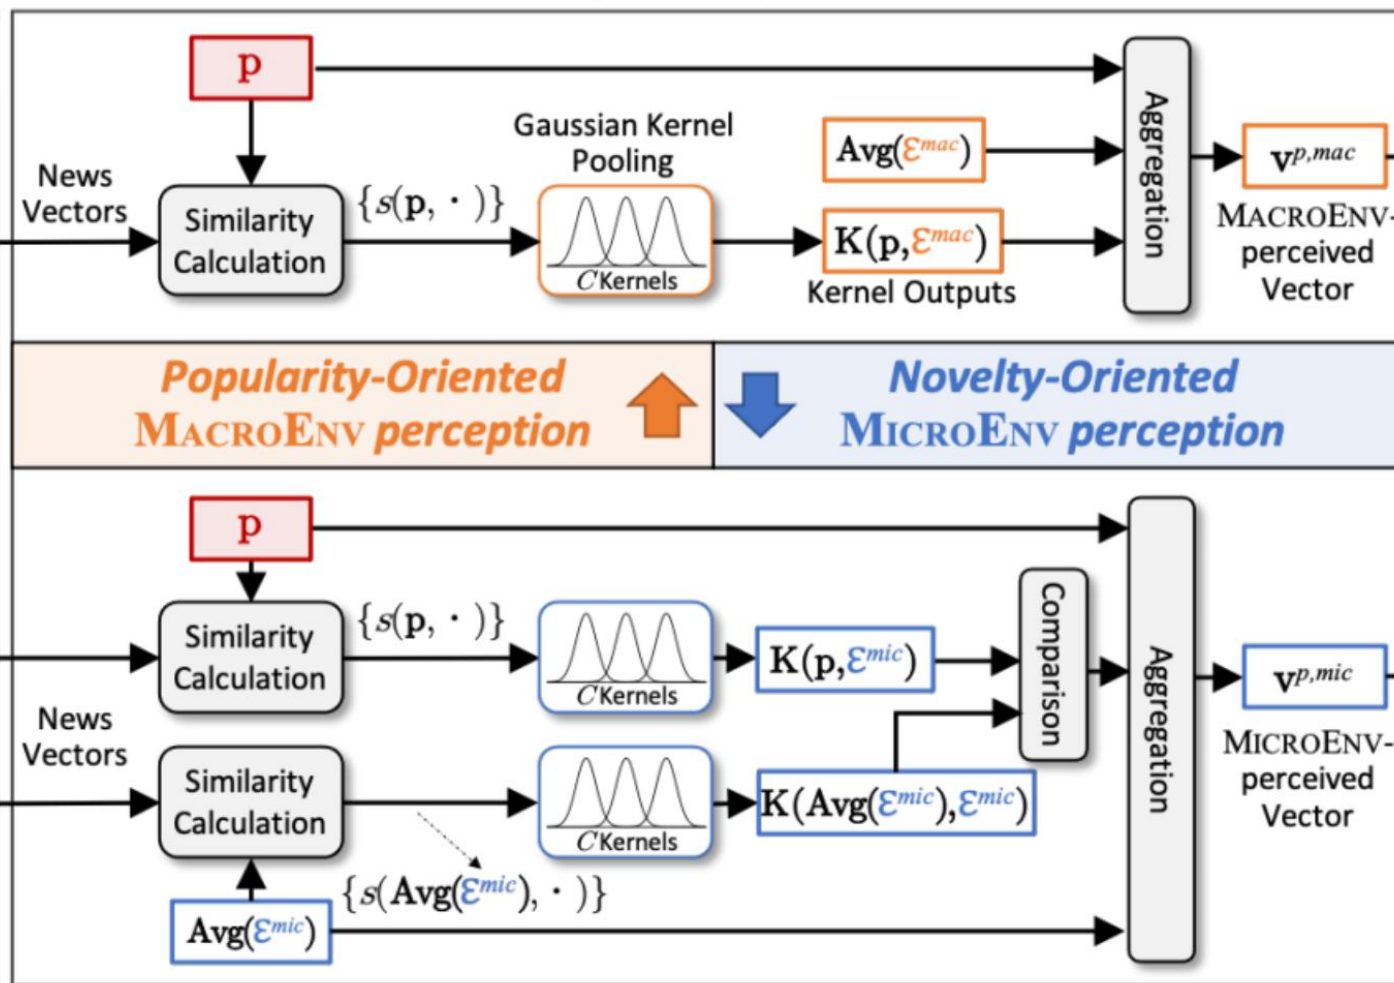 p
Gaussian Kernel
Pooling
News
Vectors
Similarity
Calculation
{s(p, · )}
C Kernels
Avg(ℰ^mac)
K(p,ℰ^mac)
Kernel Outputs
Aggregation
v^p,mac
MACROENV-
perceived
Vector
Popularity-Oriented
MACROENV perception
Novelty-Oriented
MICROENV perception
p
Similarity
Calculation
{s(p, · )}
C Kernels
K(p,ℰ^mic)
Comparison
News
Vectors
Similarity
Calculation
C Kernels
K(Avg(ℰ^mic),ℰ^mic)
{s(Avg(ℰ^mic), · )}
Avg(ℰ^mic)
Aggregation
v^p,mic
MICROENV-
perceived
Vector